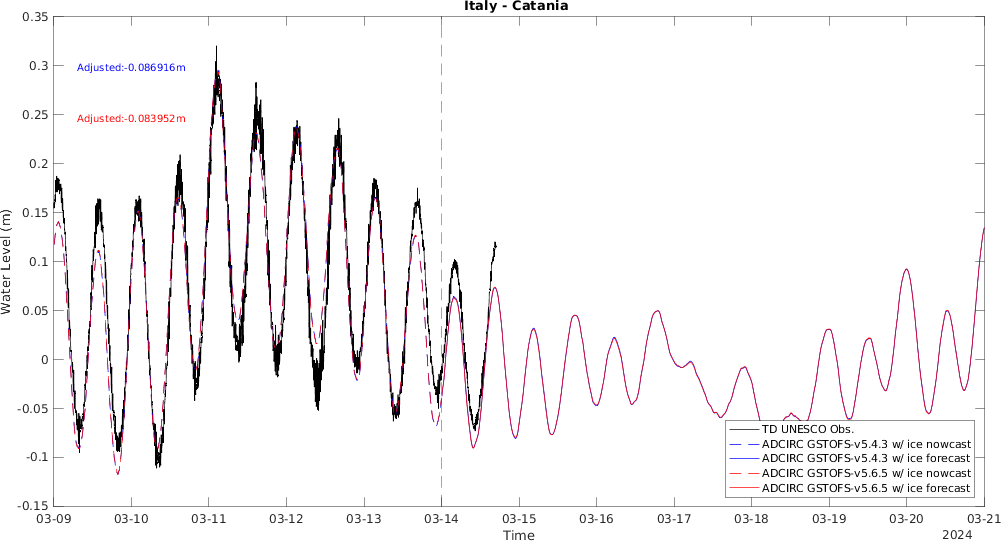 Italy - Catania
0.35
0.3
0.25
0.2
0.15
0.1
0.05
0
-0.05
-0.1
-0.15
Water Level (m)
Adjusted:-0.086916m
Adjusted:-0.083952m
TD UNESCO Obs.
ADCIRC GSTOFS-v5.4.3 w/ ice nowcast
ADCIRC GSTOFS-v5.4.3 w/ ice forecast
ADCIRC GSTOFS-v5.6.5 w/ ice nowcast
ADCIRC GSTOFS-v5.6.5 w/ ice forecast
03-09 03-10 03-11 03-12 03-13 03-14 03-15 03-16 03-17 03-18 03-19 03-20 03-21
Time
2024